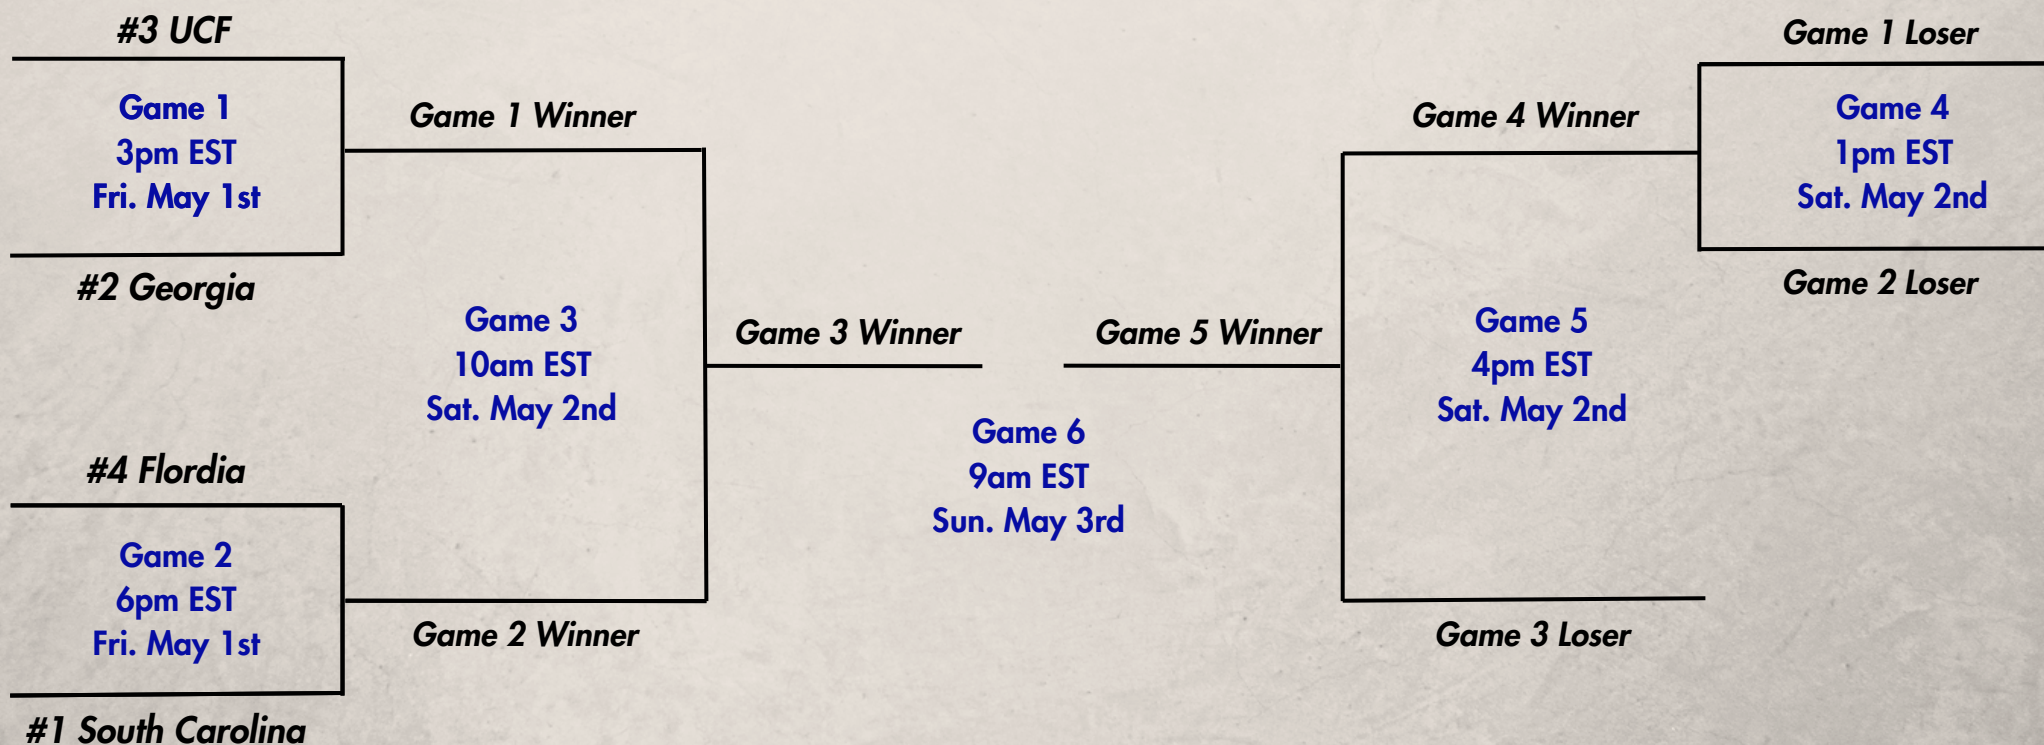 #3 UCF
Game 1
3pm EST
Fri. May 1st
#2 Georgia
Game 1 Winner
Game 3
10am EST
Sat. May 2nd
#4 Flordia
Game 2
6pm EST
Fri. May 1st
#1 South Carolina
Game 2 Winner
Game 3 Winner
Game 5 Winner
Game 6
9am EST
Sun. May 3rd
Game 4 Winner
Game 5
4pm EST
Sat. May 2nd
Game 3 Loser
Game 1 Loser
Game 4
1pm EST
Sat. May 2nd
Game 2 Loser